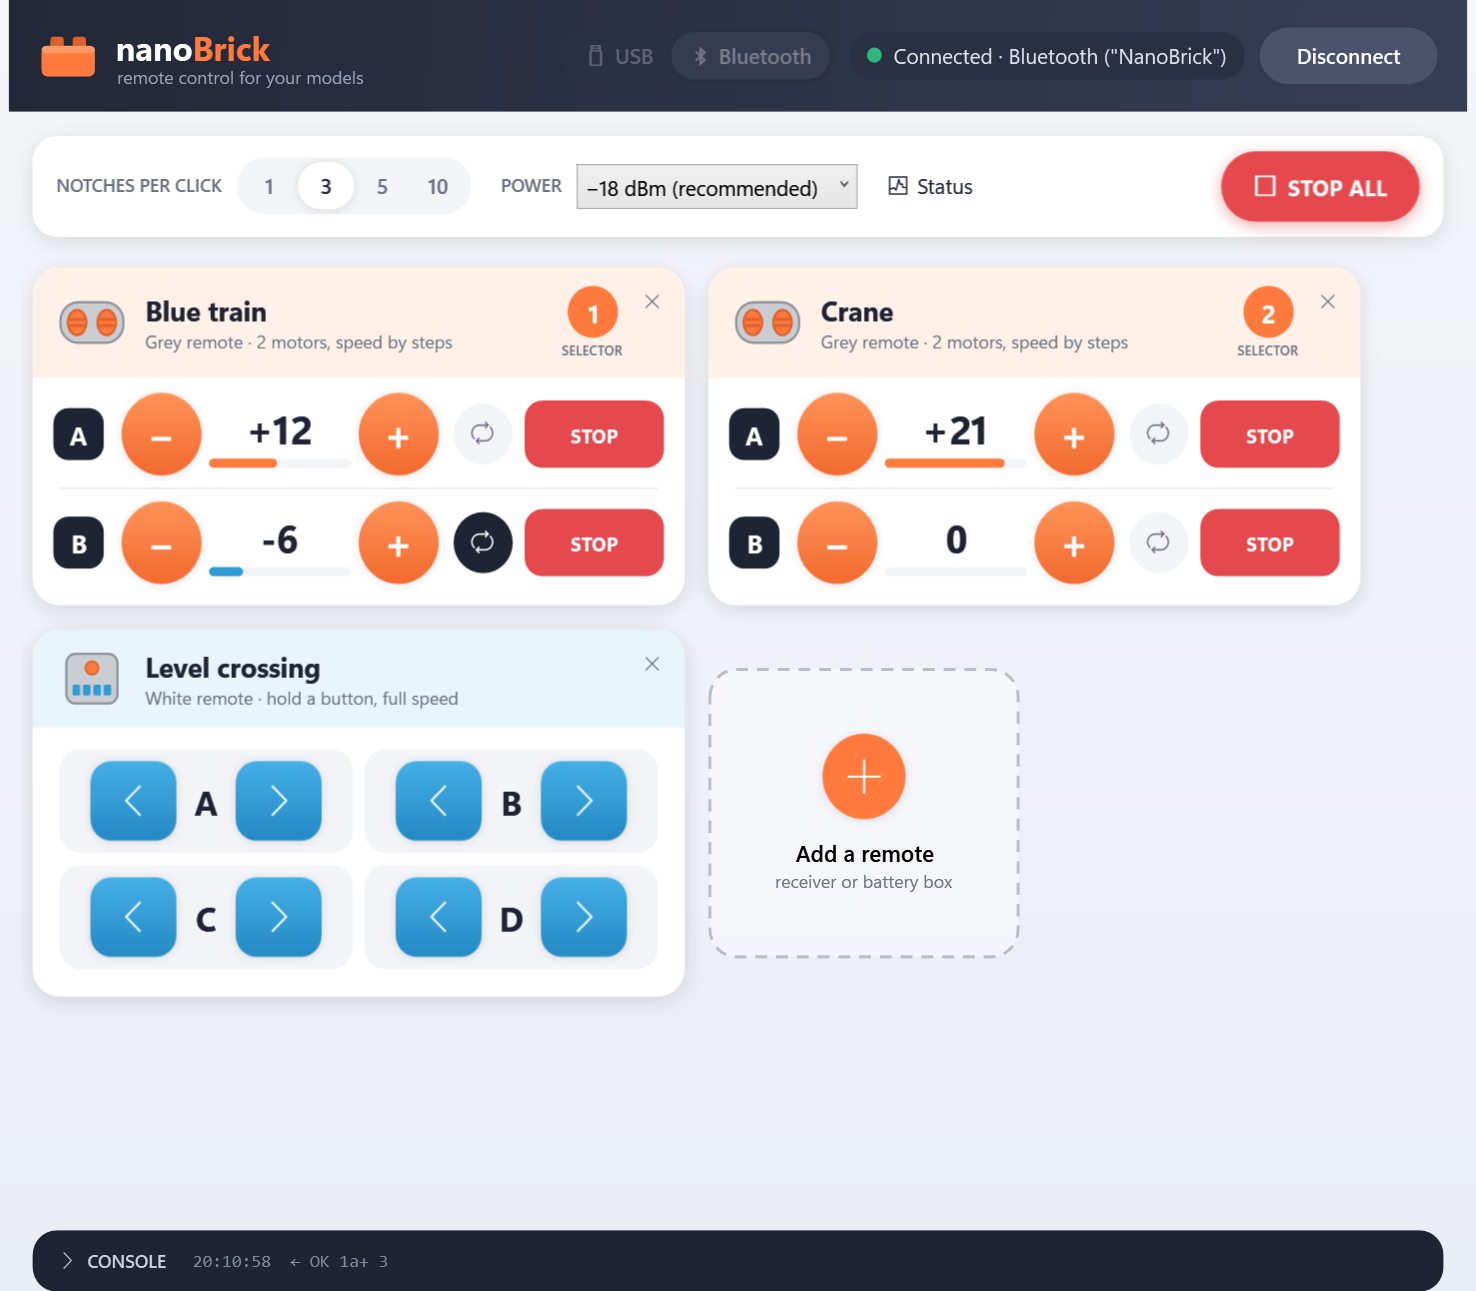 nanoBrick
remote control for your models
USB
Bluetooth
Connected · Bluetooth ("NanoBrick")
Disconnect
NOTCHES PER CLICK 1 3 5 10
POWER −18 dBm (recommended)
Status
STOP ALL
Blue train
Grey remote · 2 motors, speed by steps
1
SELECTOR
A − +12 + STOP
B − -6 + STOP
Crane
Grey remote · 2 motors, speed by steps
2
SELECTOR
A − +21 + STOP
B − 0 + STOP
Level crossing
White remote · hold a button, full speed
A B
C D
Add a remote
receiver or battery box
CONSOLE 20:10:58 ← OK 1a+ 3